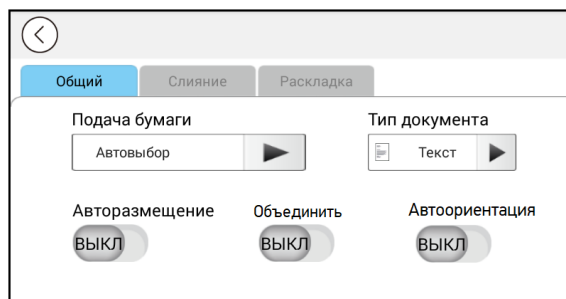 Общий Слияние Раскладка
Подача бумаги Тип документа
Автовыбор Текст
Авторазмещение Объединить Автоориентация
ВЫКЛ ВЫКЛ ВЫКЛ